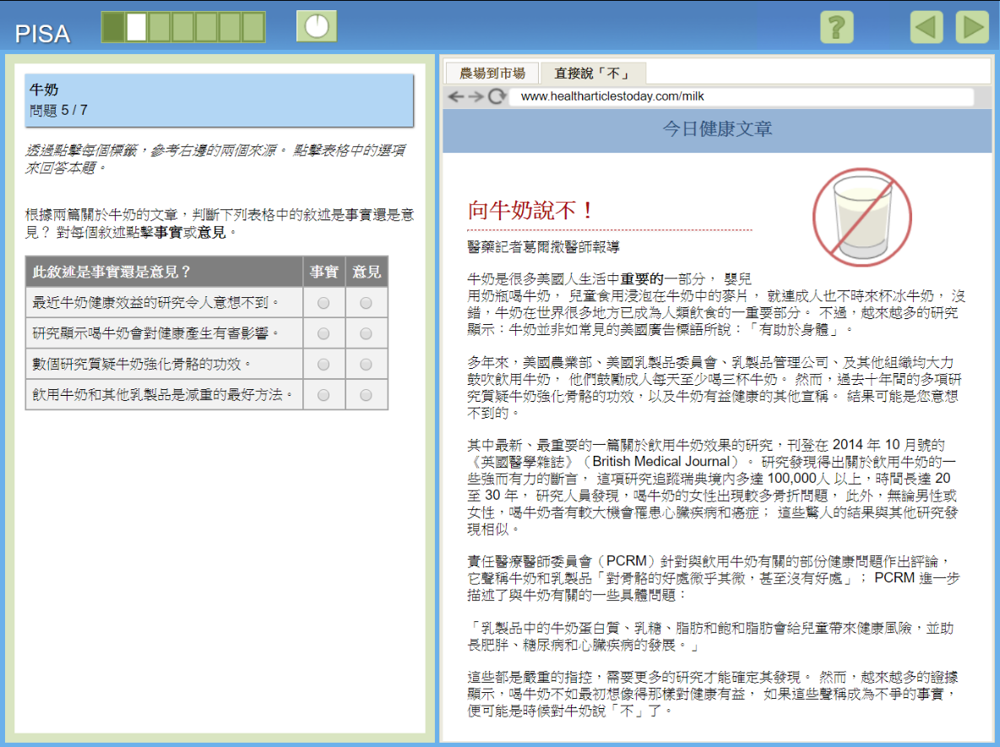 PISA
?
牛奶
問題 5 / 7
透過點擊每個標籤，參考右邊的兩個來源。 點擊表格中的選項
來回答本題。
根據兩篇關於牛奶的文章，判斷下列表格中的敘述是事實還是意
見？ 對每個敘述點擊事實或意見。
此敘述是事實還是意見？ 事實 意見
最近牛奶健康效益的研究令人意想不到。
研究顯示喝牛奶會對健康產生有害影響。
數個研究質疑牛奶強化骨骼的功效。
飲用牛奶和其他乳製品是減重的最好方法。
農場到市場 直接說「不」
www.healtharticlestoday.com/milk
今日健康文章
向牛奶說不！
醫藥記者葛爾撒醫師報導
牛奶是很多美國人生活中重要的一部分， 嬰兒
用奶瓶喝牛奶， 兒童食用浸泡在牛奶中的麥片， 就連成人也不時來杯冰牛奶， 沒
錯，牛奶在世界很多地方已成為人類飲食的一重要部分。 不過，越來越多的研究
顯示：牛奶並非如常見的美國廣告標語所說：「有助於身體」。
多年來，美國農業部、美國乳製品委員會、乳製品管理公司、及其他組織均大力
鼓吹飲用牛奶， 他們鼓勵成人每天至少喝三杯牛奶。 然而，過去十年間的多項研
究質疑牛奶強化骨骼的功效，以及牛奶有益健康的其他宣稱。 結果可能是您意想
不到的。
其中最新、最重要的一篇關於飲用牛奶效果的研究，刊登在 2014 年 10 月號的
《英國醫學雜誌》（British Medical Journal）。 研究發現得出關於飲用牛奶的一
些強而有力的斷言， 這項研究追蹤瑞典境內多達 100,000人 以上，時間長達 20
至 30 年， 研究人員發現，喝牛奶的女性出現較多骨折問題， 此外，無論男性或
女性，喝牛奶者有較大機會罹患心臟疾病和癌症； 這些驚人的結果與其他研究發
現相似。
責任醫療醫師委員會（PCRM）針對與飲用牛奶有關的部份健康問題作出評論，
它聲稱牛奶和乳製品「對骨骼的好處微乎其微，甚至沒有好處」； PCRM 進一步
描述了與牛奶有關的一些具體問題：
「乳製品中的牛奶蛋白質、乳糖、脂肪和飽和脂肪會給兒童帶來健康風險，並助
長肥胖、糖尿病和心臟疾病的發展。」
這些都是嚴重的指控，需要更多的研究才能確定其發現。 然而，越來越多的證據
顯示，喝牛奶不如最初想像得那樣對健康有益， 如果這些聲稱成為不爭的事實，
便可能是時候對牛奶說「不」了。